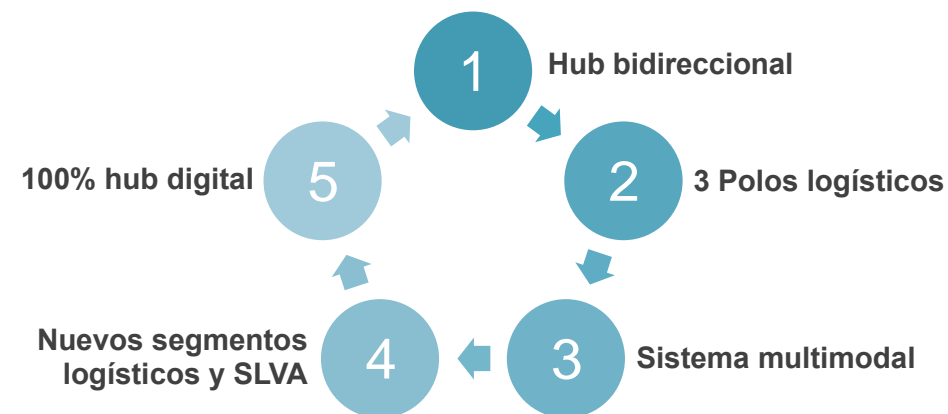 1
Hub bidireccional
2
3 Polos logísticos
3
Sistema multimodal
4
Nuevos segmentos
logísticos y SLVA
5
100% hub digital